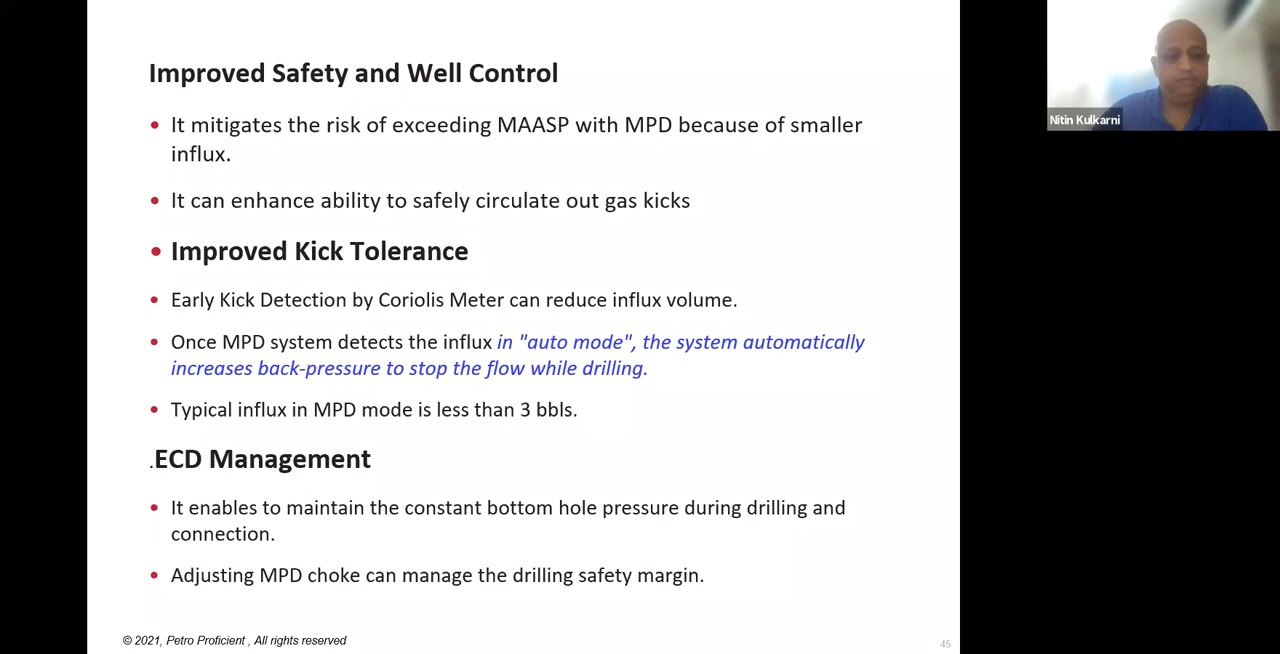 Improved Safety and Well Control
• It mitigates the risk of exceeding MAASP with MPD because of smaller
influx.
• It can enhance ability to safely circulate out gas kicks
• Improved Kick Tolerance
• Early Kick Detection by Coriolis Meter can reduce influx volume.
• Once MPD system detects the influx in "auto mode", the system automatically
increases back-pressure to stop the flow while drilling.
• Typical influx in MPD mode is less than 3 bbls.
.ECD Management
• It enables to maintain the constant bottom hole pressure during drilling and
connection.
• Adjusting MPD choke can manage the drilling safety margin.
© 2021, Petro Proficient , All rights reserved
45
Nitin Kulkarni